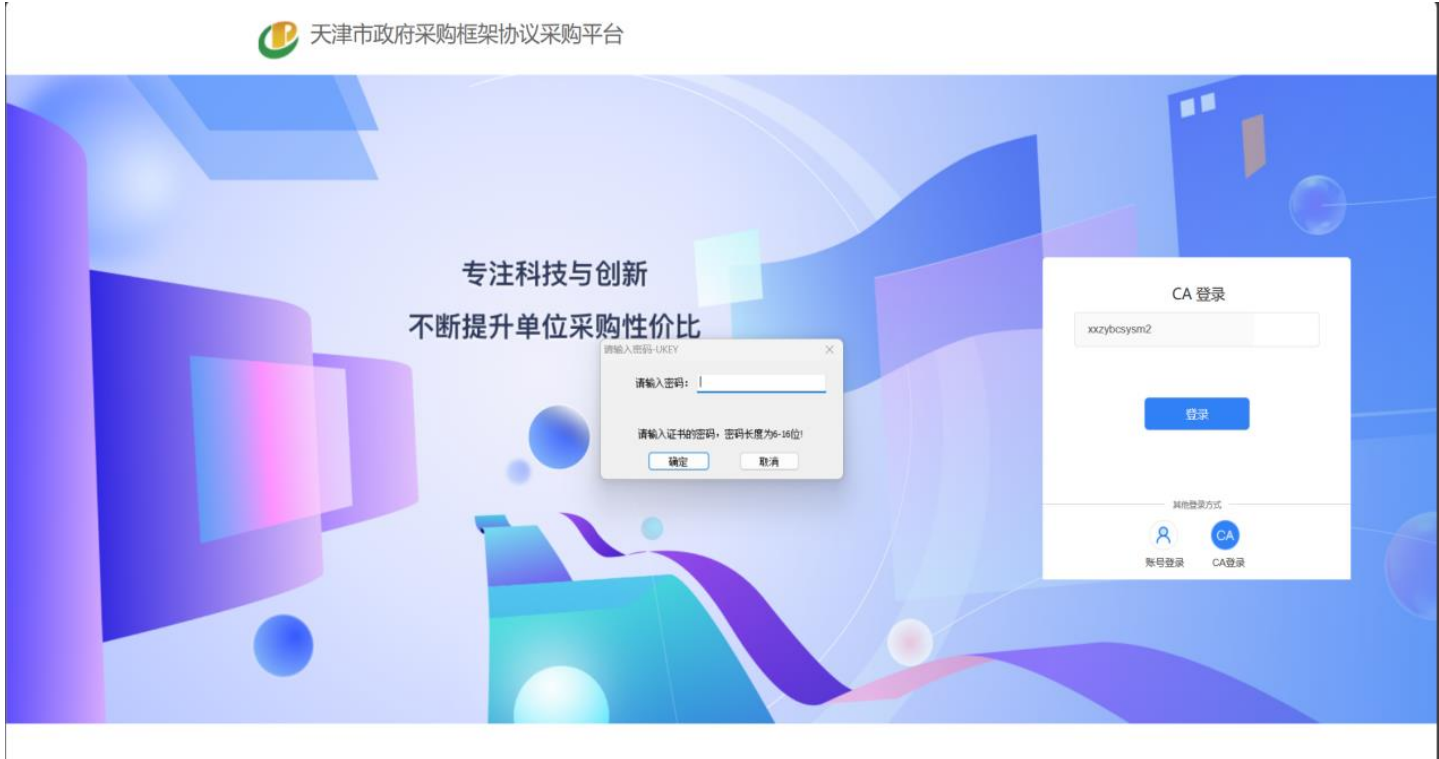 天津市政府采购框架协议采购平台
专注科技与创新
不断提升单位采购性价比
请输入密码-UKEY
请输入密码：
请输入证书的密码，密码长度为6-16位!
确定 取消
CA 登录
xxzybcsysm2
登录
其他登录方式
CA
账号登录 CA登录